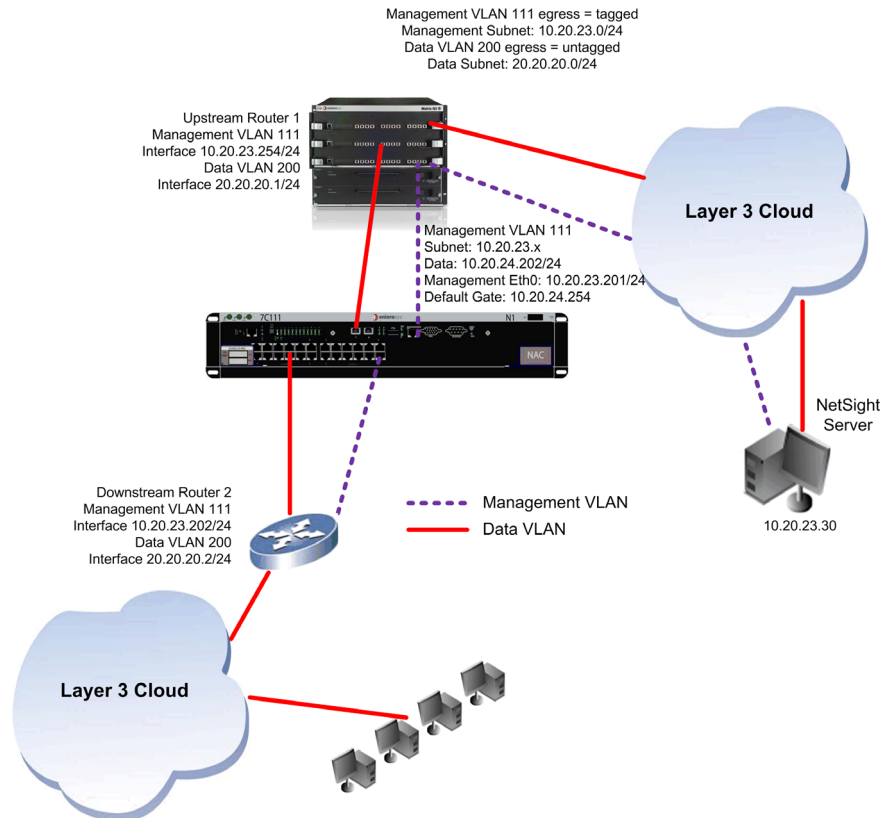 Management VLAN 111 egress = tagged
Management Subnet: 10.20.23.0/24
Data VLAN 200 egress = untagged
Data Subnet: 20.20.20.0/24
Matrix N3
Upstream Router 1
Management VLAN 111
Interface 10.20.23.254/24
Data VLAN 200
Interface 20.20.20.1/24
Layer 3 Cloud
Management VLAN 111
Subnet: 10.20.23.x
Data: 10.20.24.202/24
Management Eth0: 10.20.23.201/24
Default Gate: 10.20.24.254
7C111
enterasys
N1
NAC
NetSight
Server
10.20.23.30
Downstream Router 2
Management VLAN 111
Interface 10.20.23.202/24
Data VLAN 200
Interface 20.20.20.2/24
Management VLAN
Data VLAN
Layer 3 Cloud